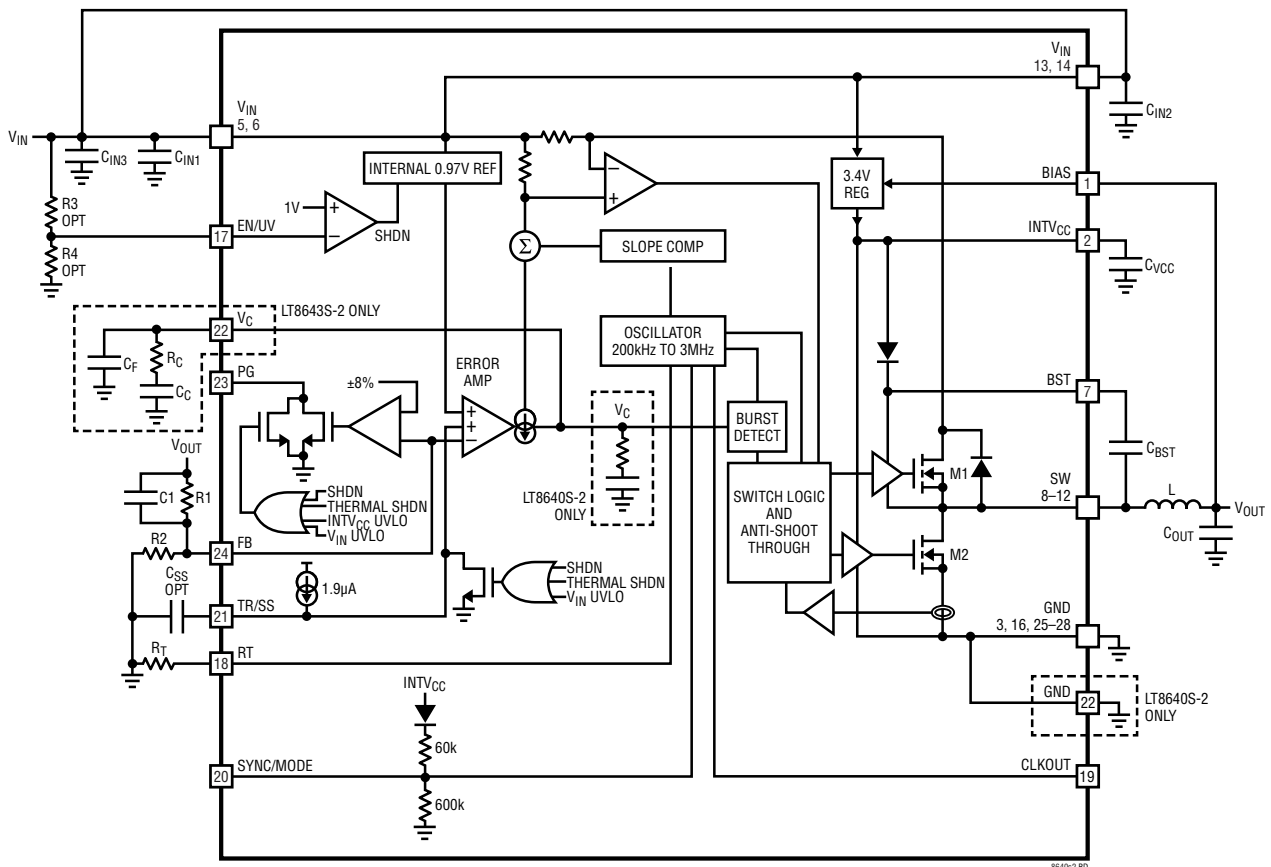 VIN
13, 14
VIN
5, 6
VIN
CIN3
CIN1
CIN2
INTERNAL 0.97V REF
R3
OPT
1V
+
–
SHDN
17
EN/UV
R4
OPT
–
+
3.4V
REG
BIAS
1
INTVCC
2
CVCC
Σ
SLOPE COMP
LT8643S-2 ONLY
22
VC
CF
RC
CC
OSCILLATOR
200kHz TO 3MHz
23
PG
±8%
ERROR
AMP
+
+
–
VC
BURST
DETECT
BST
7
CBST
VOUT
C1
R1
SHDN
THERMAL SHDN
INTVCC UVLO
VIN UVLO
LT8640S-2
ONLY
SWITCH LOGIC
AND
ANTI-SHOOT
THROUGH
M1
SW
8–12
L
VOUT
COUT
M2
R2
24
FB
CSS
OPT
1.9µA
SHDN
THERMAL SHDN
VIN UVLO
21
TR/SS
GND
3, 16, 25–28
RT
18
RT
INTVCC
60k
GND
22
LT8640S-2
ONLY
20
SYNC/MODE
CLKOUT
19
600k
8640s2 BD